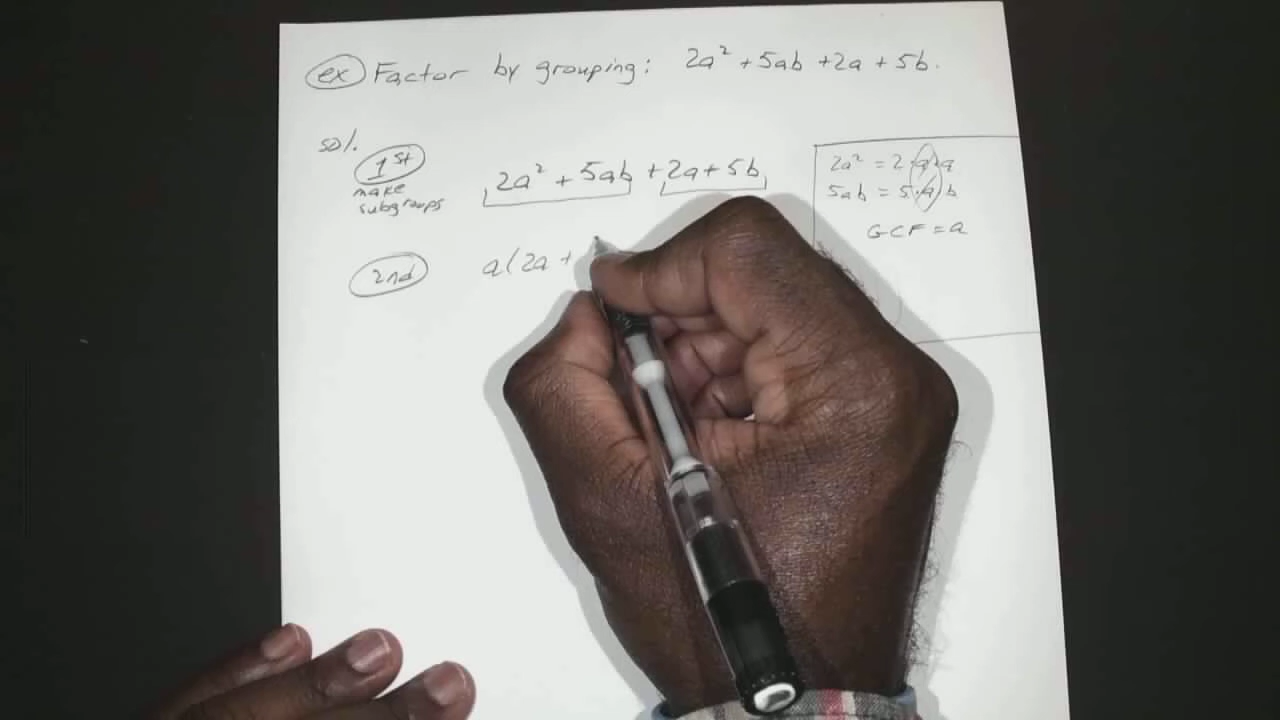 ex Factor by grouping: 2a² + 5ab + 2a + 5b.
sol.
1st
make
subgroups
2a² + 5ab + 2a + 5b
2a² = 2·a·a
5ab = 5·a·b
GCF = a
2nd
a(2a +